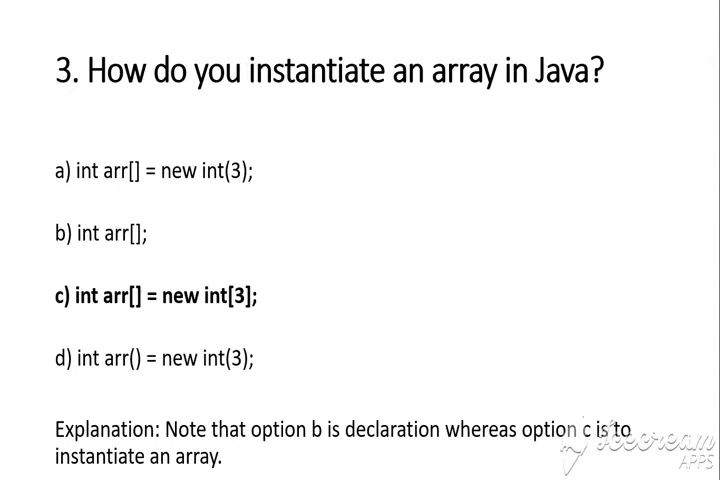 3. How do you instantiate an array in Java?
a) int arr[] = new int(3);
b) int arr[];
c) int arr[] = new int[3];
d) int arr() = new int(3);
Explanation: Note that option b is declaration whereas option c is to
instantiate an array.
Icecream
APPS